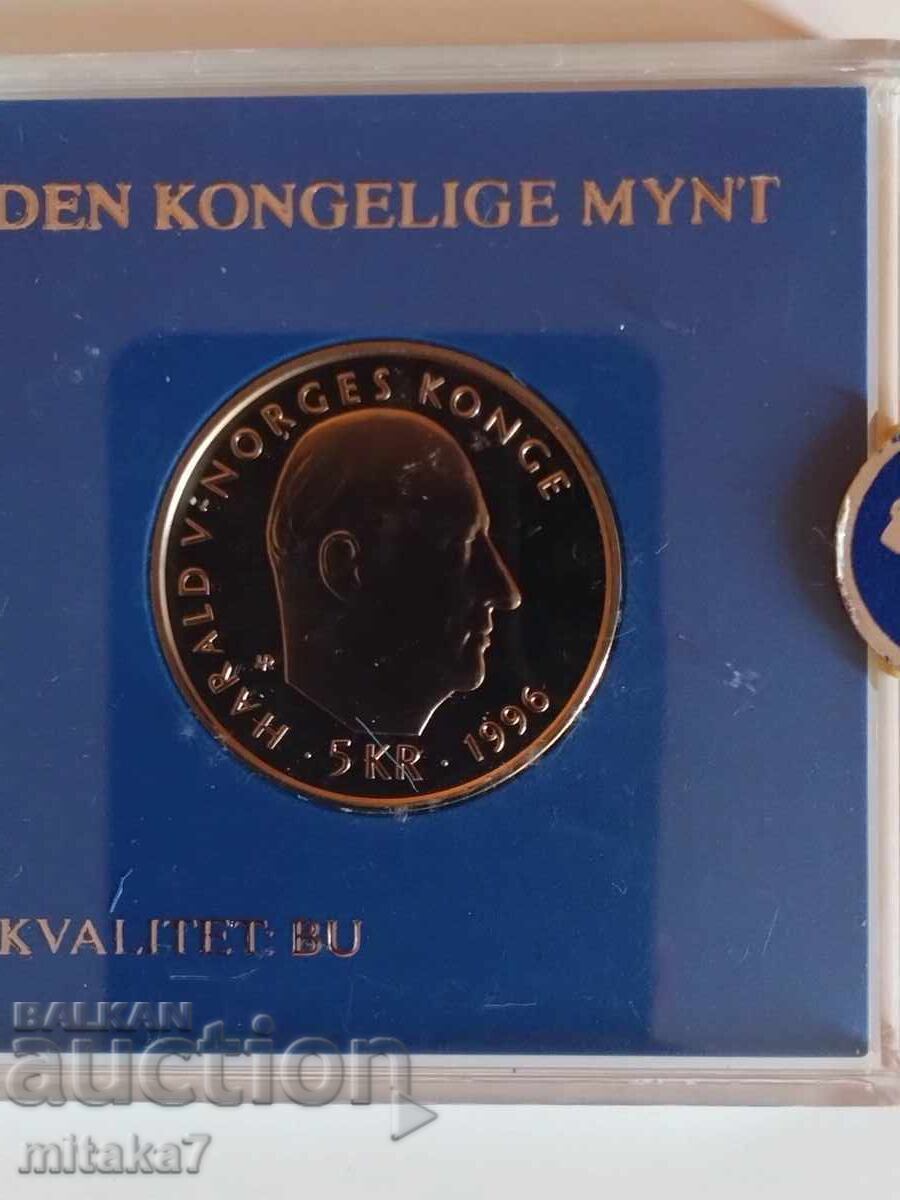 DEN KONGELIGE MYNT
HARALD V · NORGES KONGE
· 5 KR · 1996
KVALITET: BU
BALKAN
auction
mitaka7